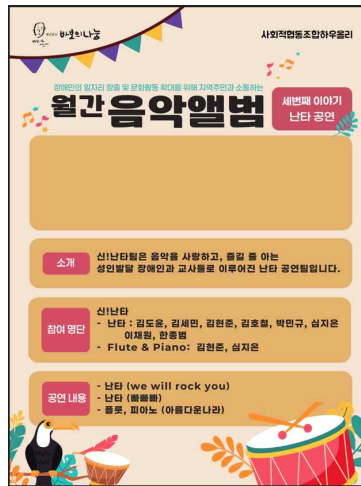 바보의나눔
사회적협동조합하우올리
장애인의 일자리 창출 및 문화활동 확대를 위해 지역주민과 소통하는
월간 음악앨범
세번째 이야기
난타 공연
소개
신!난타팀은 음악을 사랑하고, 즐길 줄 아는
성인발달 장애인과 교사들로 이루어진 난타 공연팀입니다.
참여 명단
신!난타
- 난타 : 김도윤, 김세민, 김현준, 김호철, 박민규, 심지은
이채원, 한종범
- Flute & Piano: 김현준, 심지은
공연 내용
- 난타 (we will rock you)
- 난타 (빠빠빠)
- 플룻, 피아노 (아름다운나라)